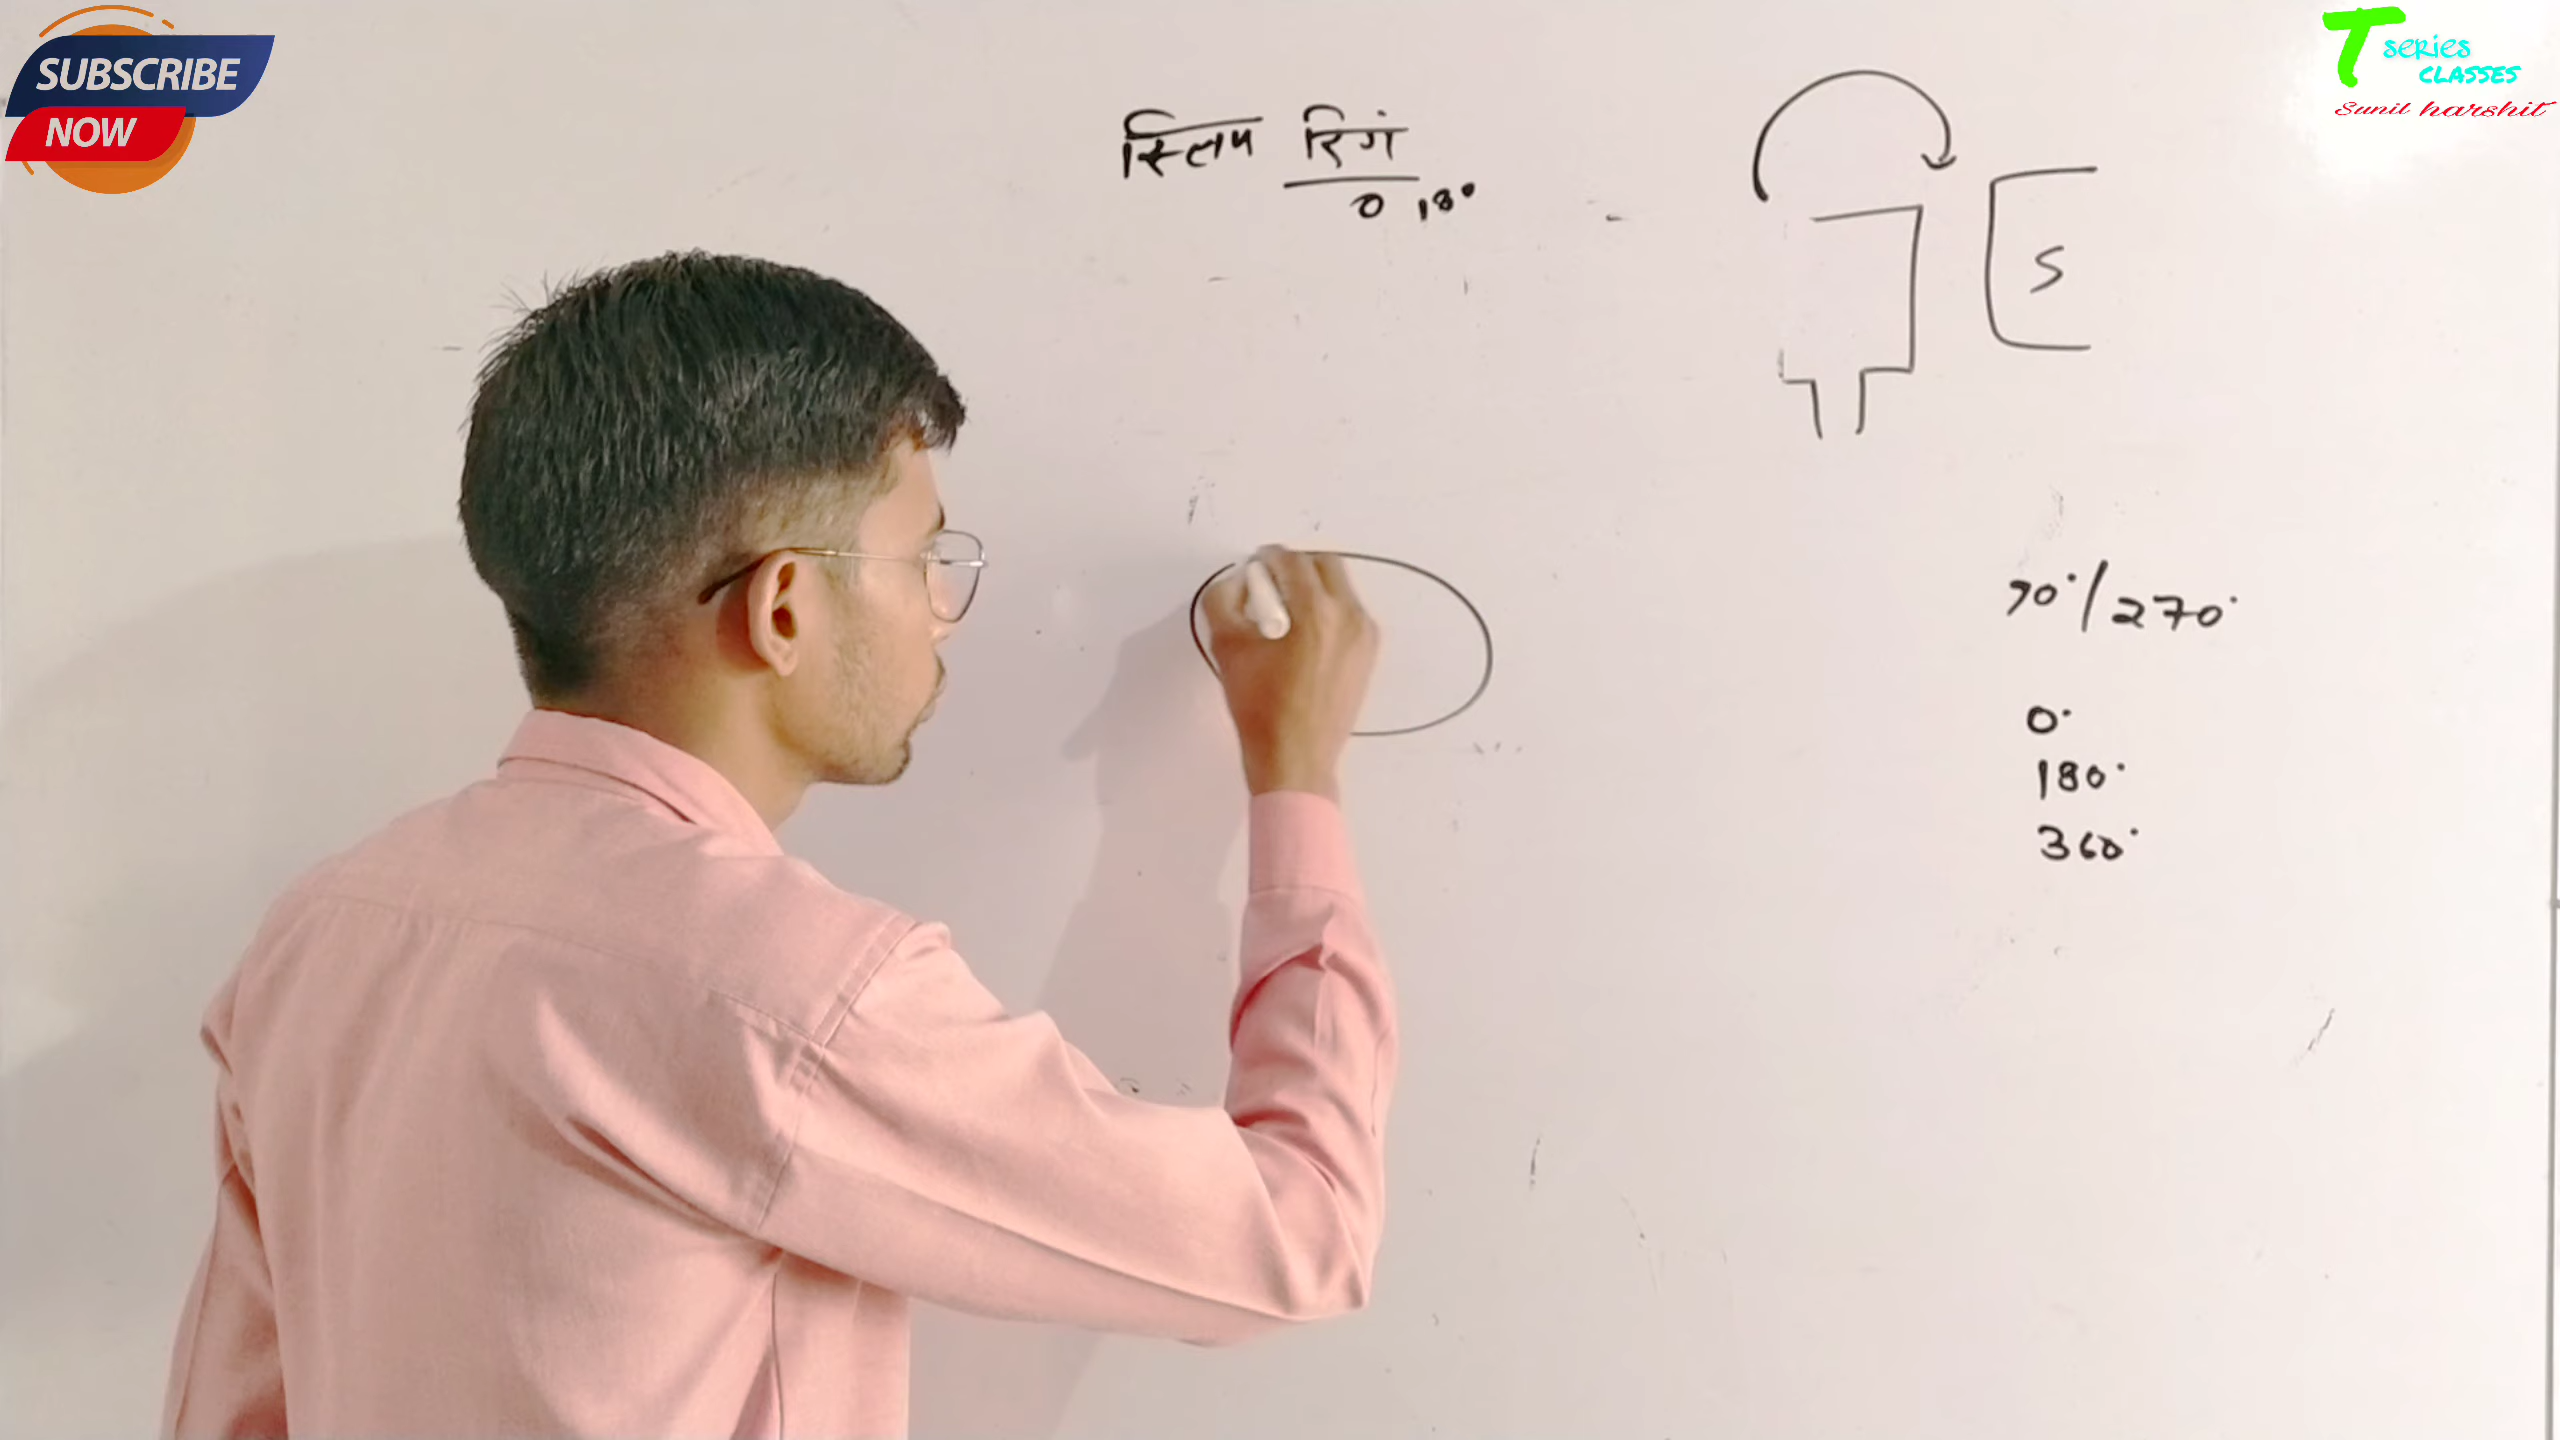 SUBSCRIBE
NOW
T series
CLASSES
Sunil harshit
स्लिप रिगं
0 180
S
90°/270°
0°
180°
360°